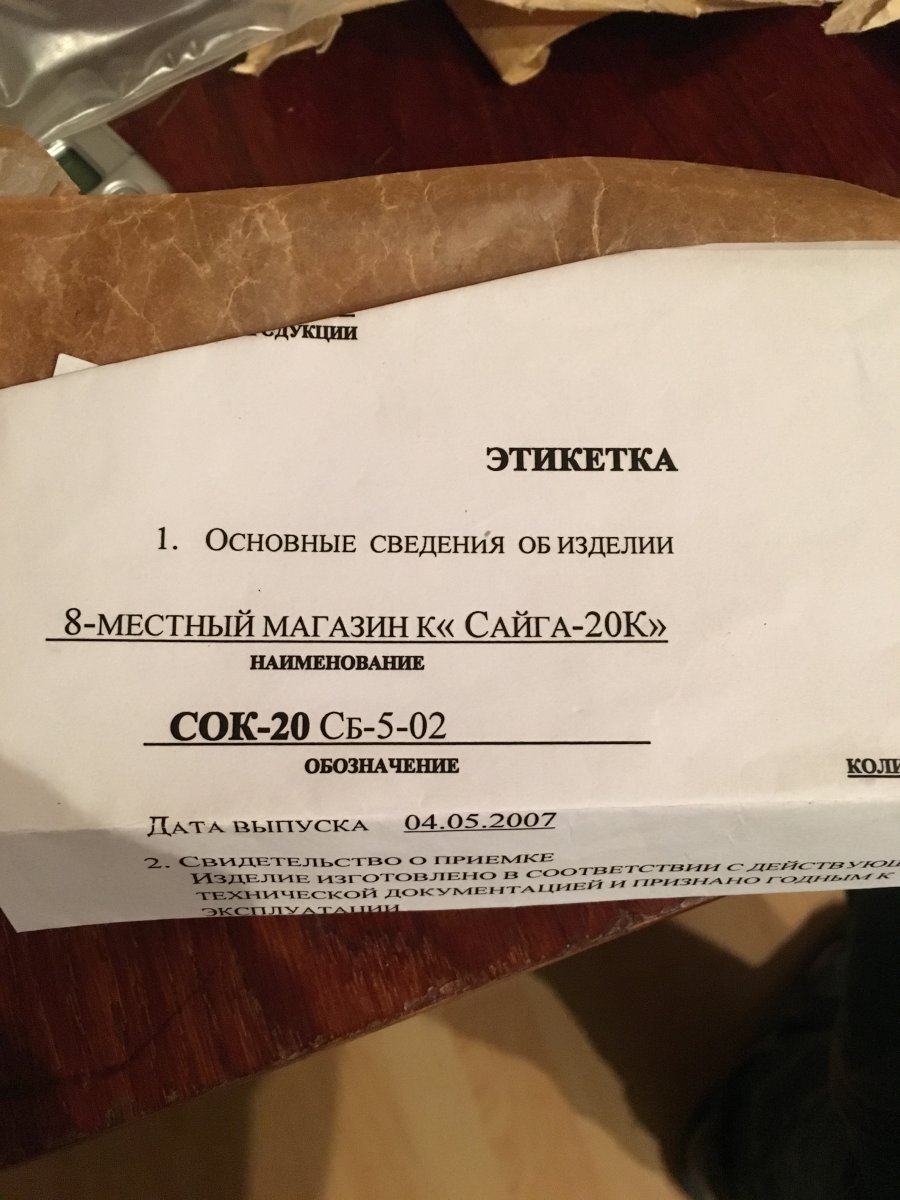 ЭТИКЕТКА
1. Основные сведения об изделии
8-местный магазин к« Сайга-20К»
наименование
СОК-20 Сб-5-02
обозначение
Дата выпуска 04.05.2007
2. Свидетельство о приемке
Изделие изготовлено в соответствии с
технической документацией и признано годным к
эксплуатации